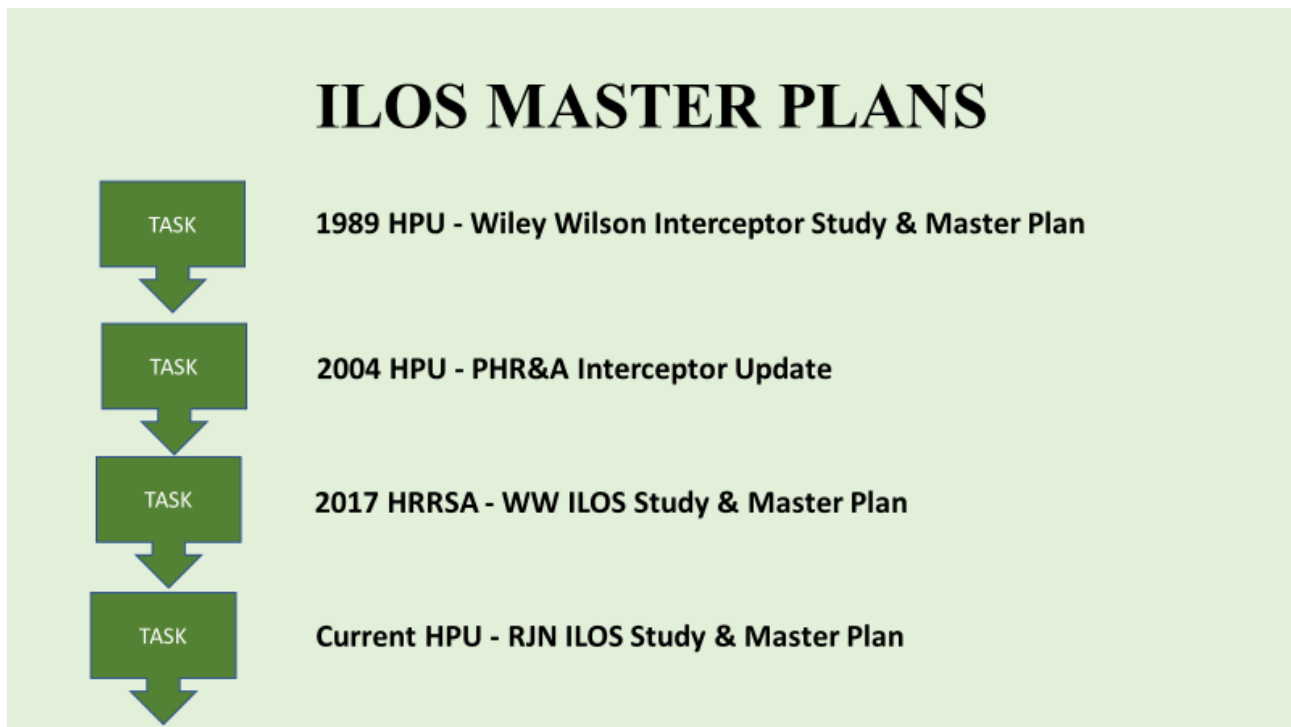 ILOS MASTER PLANS
TASK
1989 HPU - Wiley Wilson Interceptor Study & Master Plan
TASK
2004 HPU - PHR&A Interceptor Update
TASK
2017 HRRSA - WW ILOS Study & Master Plan
TASK
Current HPU - RJN ILOS Study & Master Plan